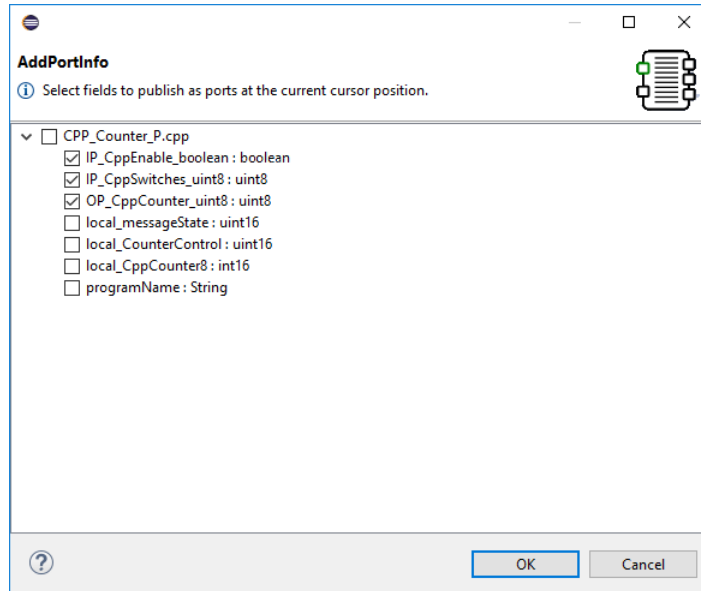 AddPortInfo
Select fields to publish as ports at the current cursor position.
CPP_Counter_P.cpp
IP_CppEnable_boolean : boolean
IP_CppSwitches_uint8 : uint8
OP_CppCounter_uint8 : uint8
local_messageState : uint16
local_CounterControl : uint16
local_CppCounter8 : int16
programName : String
OK
Cancel